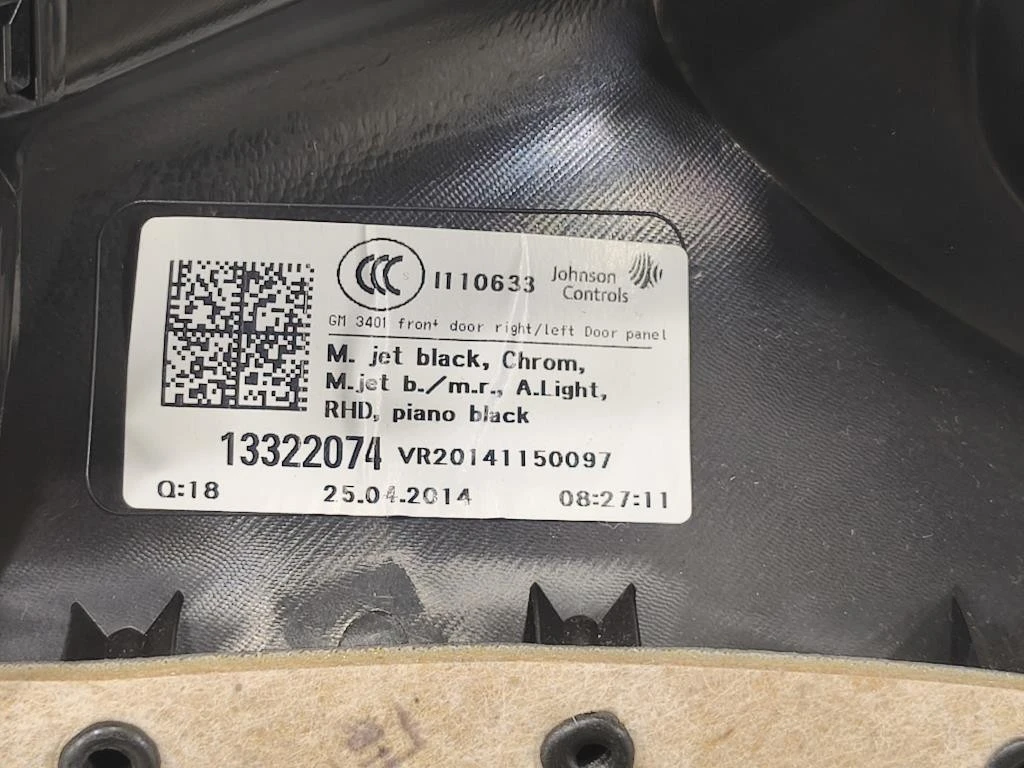 CCC S I110633 Johnson
Controls
GM 3401 front door right/left Door panel
M. jet black, Chrom,
M.jet b./m.r., A.Light,
RHD, piano black
13322074 VR20141150097
Q:18 25.04.2014 08:27:11